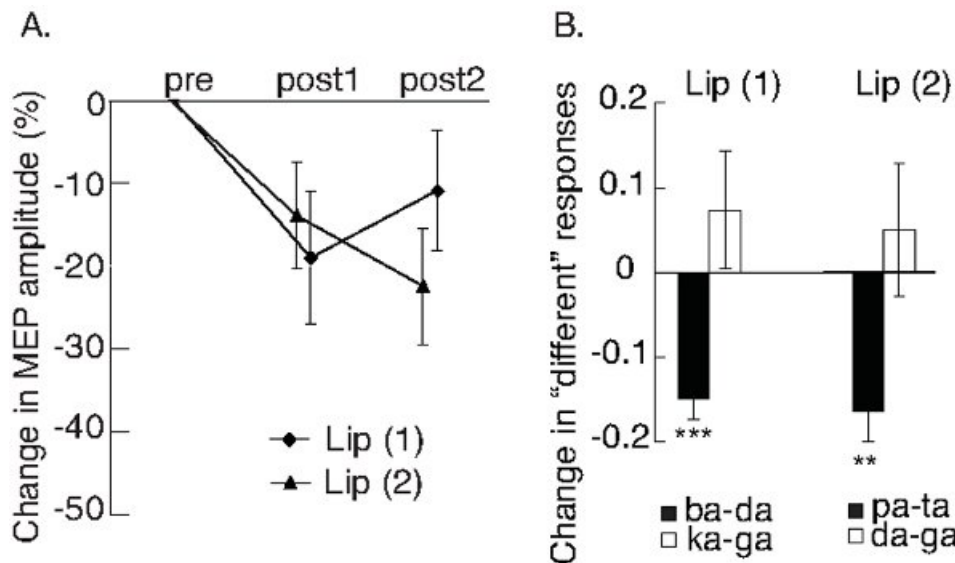 A.
pre post1 post2
Change in MEP amplitude (%)
0
-10
-20
-30
-40
-50
Lip (1)
Lip (2)
B.
Lip (1) Lip (2)
Change in “different” responses
0.2
0.1
0
-0.1
-0.2
***
**
ba-da
ka-ga
pa-ta
da-ga